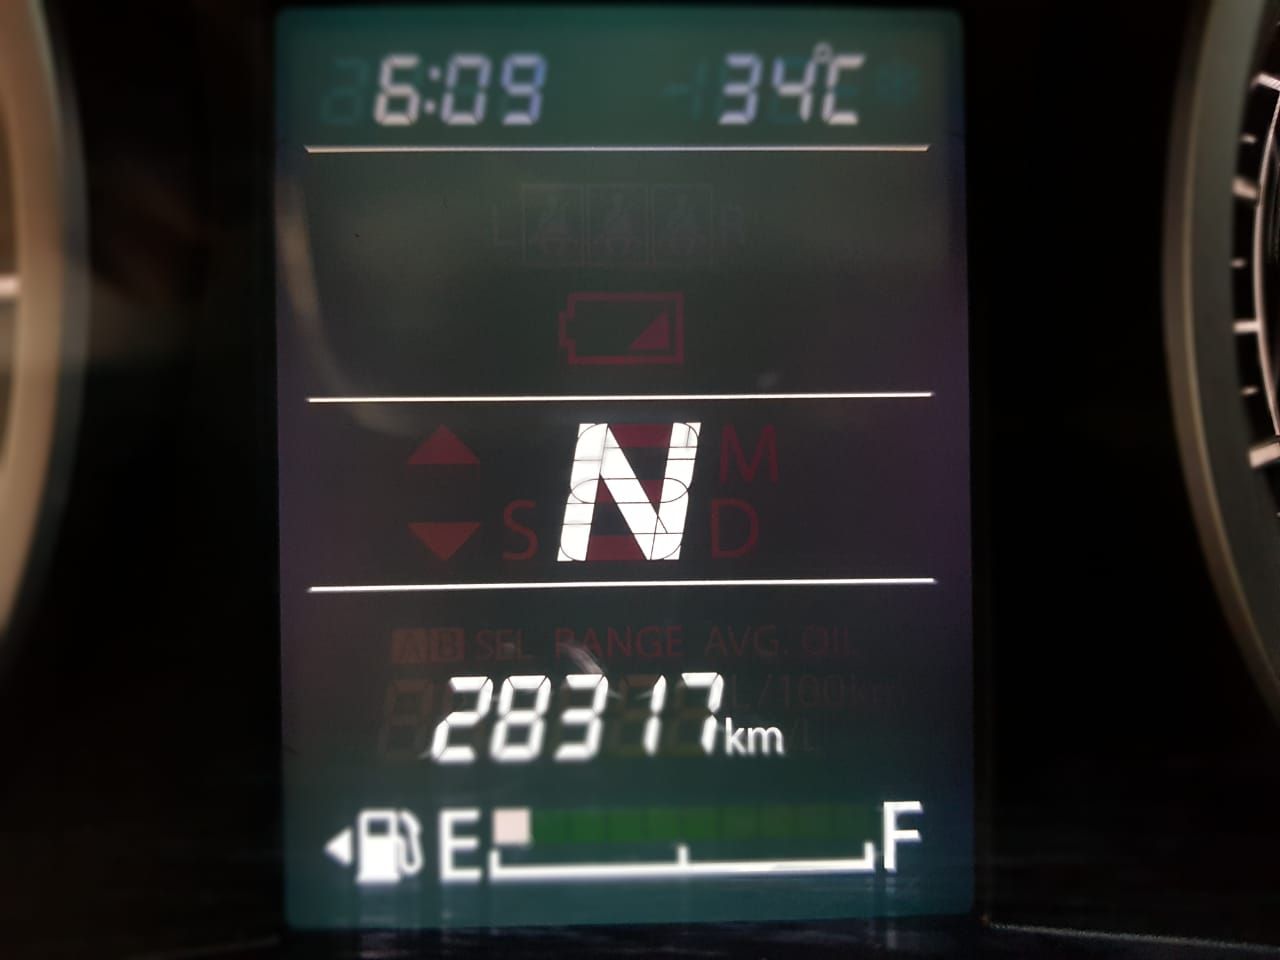 6:09 34°C
L R
N M
S D
A B SEL RANGE AVG. OIL
28317 km L/100km
/L
E F